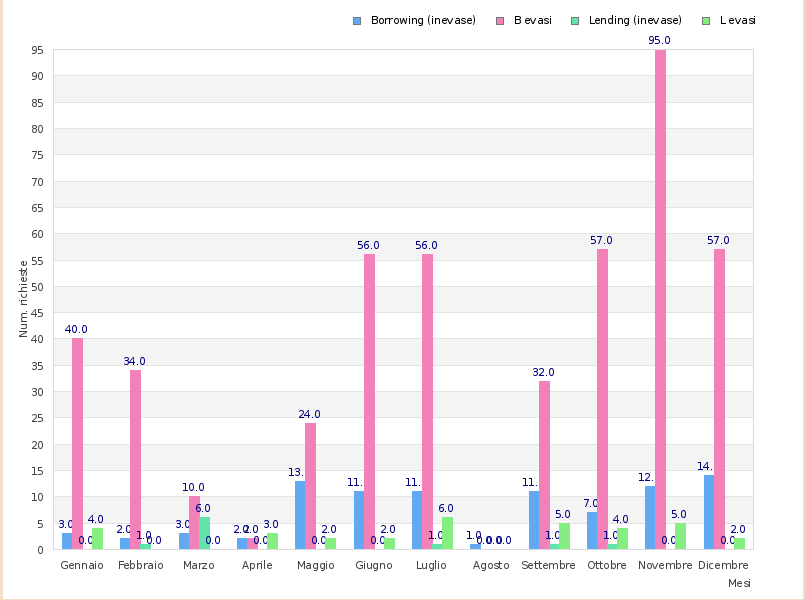 Borrowing (inevase) B evasi Lending (inevase) L evasi
95
90
85
80
75
70
65
60
55
50
45
40
35
30
25
20
15
10
5
0
Num. richieste
3.0 40.0 0.0 4.0
2.0 34.0 1.0 0.0
3.0 10.0 6.0 0.0
2.0 2.0 0.0 3.0
13. 24.0 0.0 2.0
11. 56.0 0.0 2.0
11. 56.0 1.0 6.0
1.0 0.0 0.0 0.0
11. 32.0 1.0 5.0
7.0 57.0 1.0 4.0
12. 95.0 0.0 5.0
14. 57.0 0.0 2.0
Gennaio Febbraio Marzo Aprile Maggio Giugno Luglio Agosto Settembre Ottobre Novembre Dicembre
Mesi